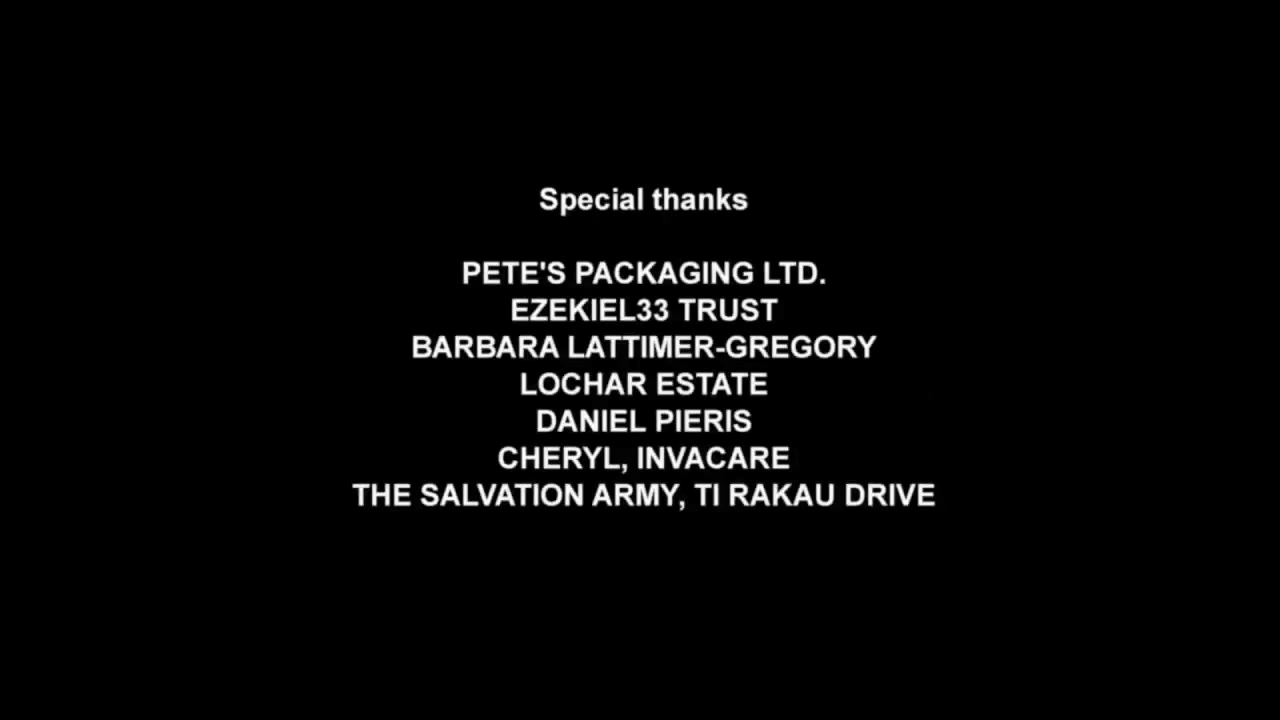 Special thanks
PETE'S PACKAGING LTD.
EZEKIEL33 TRUST
BARBARA LATTIMER-GREGORY
LOCHAR ESTATE
DANIEL PIERIS
CHERYL, INVACARE
THE SALVATION ARMY, TI RAKAU DRIVE